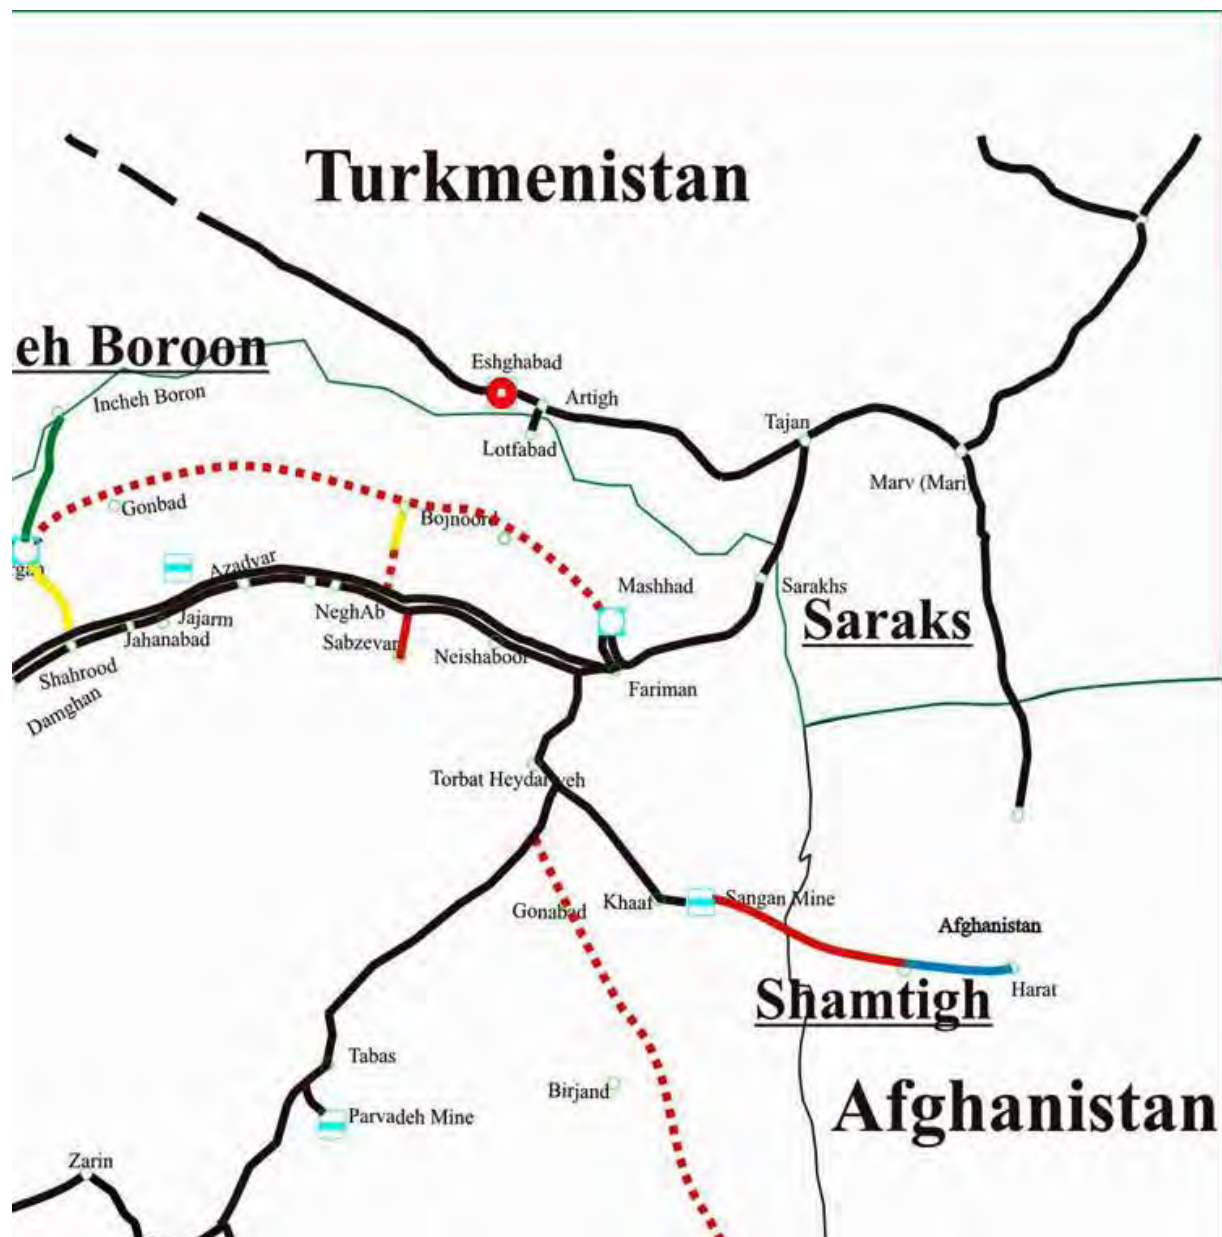 Turkmenistan
eh Boroon
Eshghabad
Incheh Boron
Artigh
Tajan
Lotfabad
Marv (Mari
Gonbad
Bojnoord
Azadvar
Mashhad
Sarakhs
NeghAb
Jajarm
Saraks
Jahanabad
Sabzevar
Neishaboor
Shahrood
Fariman
Damghan
Torbat Heydariyeh
Khaaf
Sangan Mine
Gonabad
Afghanistan
Harat
Shamtigh
Tabas
Birjand
Afghanistan
Parvadeh Mine
Zarin